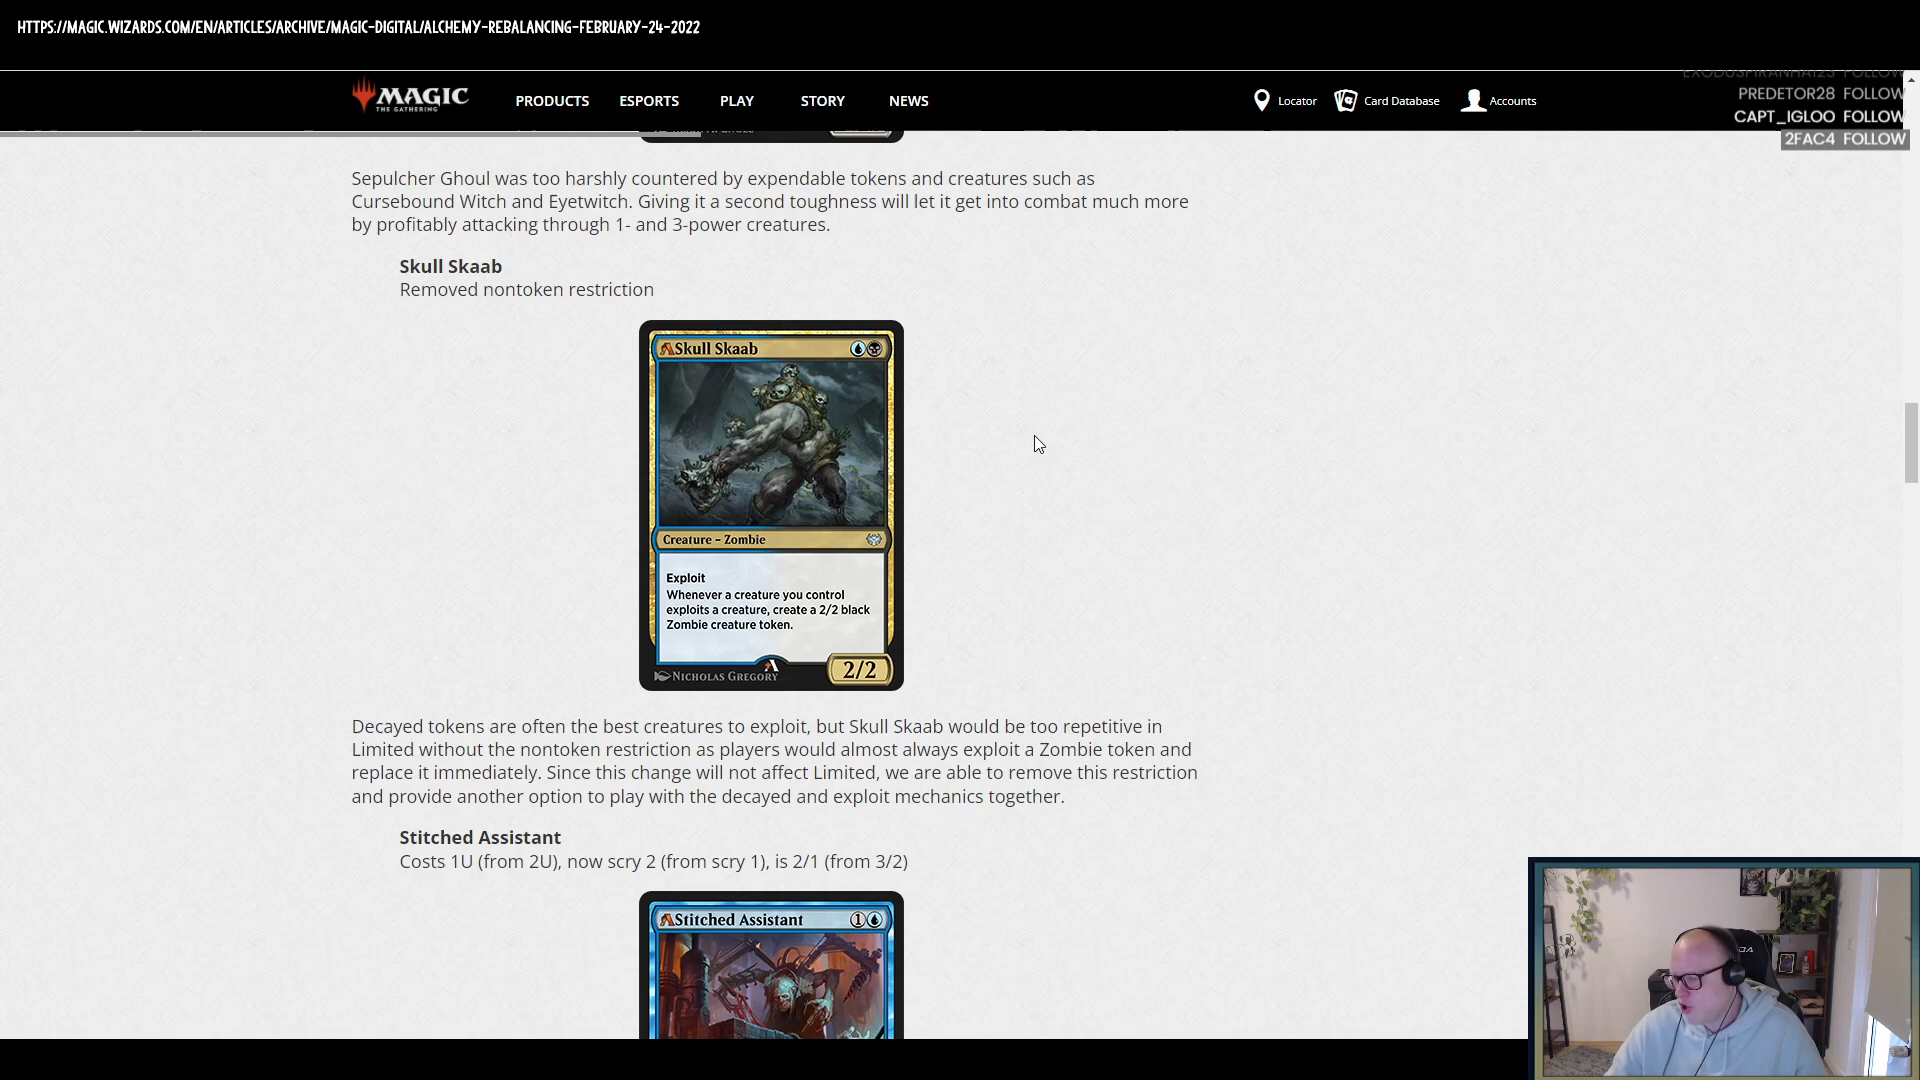 HTTPS://MAGIC.WIZARDS.COM/EN/ARTICLES/ARCHIVE/MAGIC-DIGITAL/ALCHEMY-REBALANCING-FEBRUARY-24-2022
MAGIC
THE GATHERING
PRODUCTS ESPORTS PLAY STORY NEWS
Locator Card Database Accounts
PREDETOR28 FOLLOW
CAPT_IGLOO FOLLOW
2FAC4 FOLLOW
Sepulcher Ghoul was too harshly countered by expendable tokens and creatures such as
Cursebound Witch and Eyetwitch. Giving it a second toughness will let it get into combat much more
by profitably attacking through 1- and 3-power creatures.
Skull Skaab
Removed nontoken restriction
Skull Skaab
Creature – Zombie
Exploit
Whenever a creature you control
exploits a creature, create a 2/2 black
Zombie creature token.
2/2
NICHOLAS GREGORY
Decayed tokens are often the best creatures to exploit, but Skull Skaab would be too repetitive in
Limited without the nontoken restriction as players would almost always exploit a Zombie token and
replace it immediately. Since this change will not affect Limited, we are able to remove this restriction
and provide another option to play with the decayed and exploit mechanics together.
Stitched Assistant
Costs 1U (from 2U), now scry 2 (from scry 1), is 2/1 (from 3/2)
Stitched Assistant 1